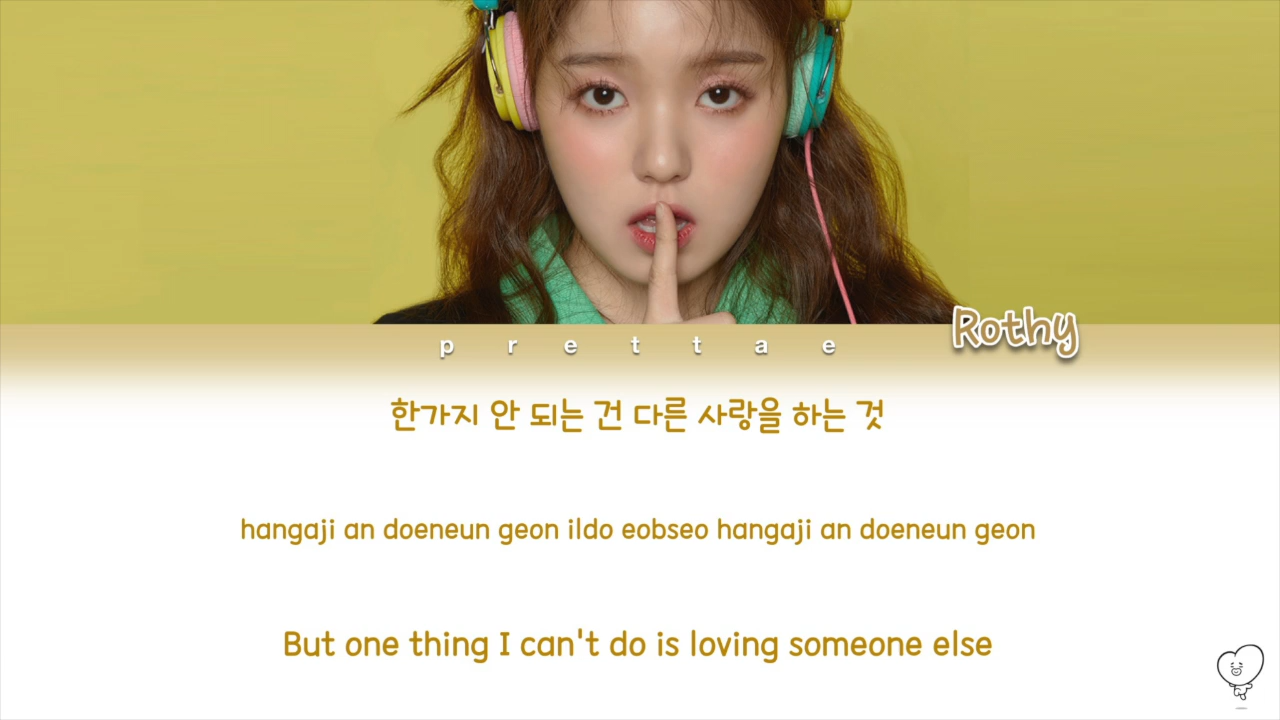 Rothy
prettae
한가지 안 되는 건 다른 사랑을 하는 것
hangaji an doeneun geon ildo eobseo hangaji an doeneun geon
But one thing I can't do is loving someone else